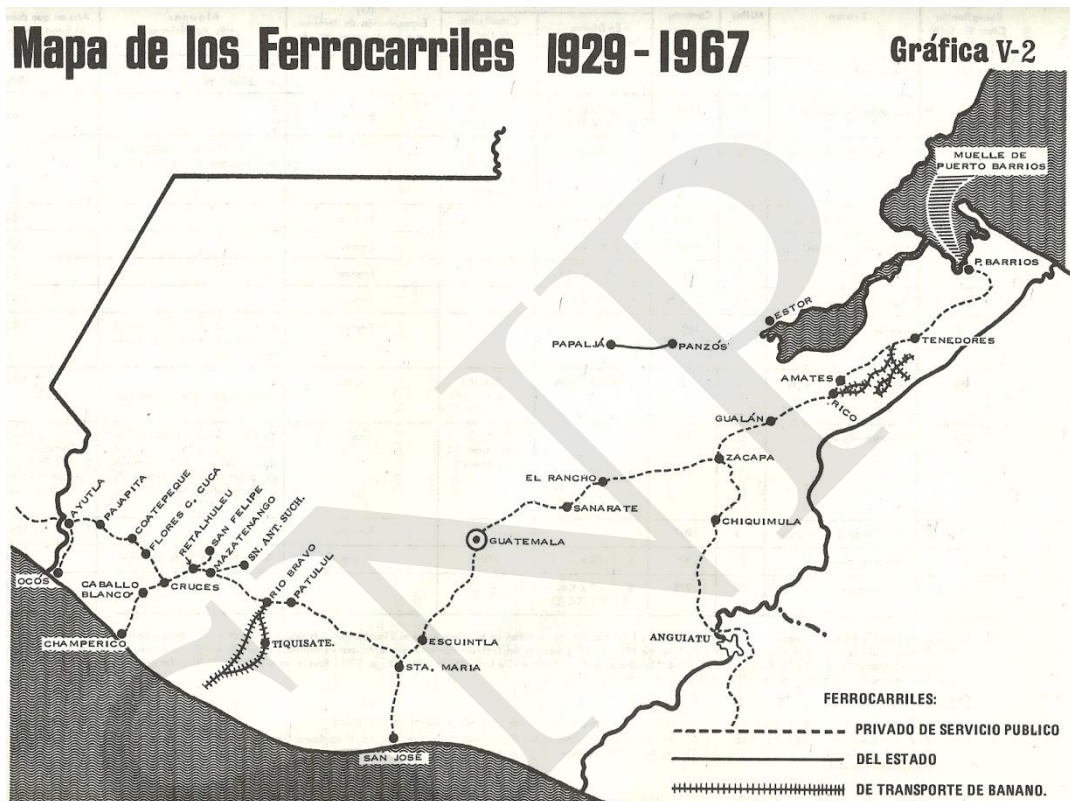 Mapa de los Ferrocarriles 1929-1967
Gráfica V-2
MUELLE DE
PUERTO BARRIOS
P. BARRIOS
ESTOR
TENEDORES
PAPALJÁ
PANZÓS
AMATES
RICO
GUALÁN
ZACAPA
EL RANCHO
SANARATE
CHIQUIMULA
GUATEMALA
AYUTLA
PAJAPITA
COATEPEQUE
FLORES C. CUCA
RETALHULEU
SAN FELIPE
MAZATENANGO
SN. ANT. SUCH.
RIO BRAVO
PATULUL
OCOS
CABALLO
BLANCO
CRUCES
CHAMPERICO
TIQUISATE.
ESCUINTLA
STA. MARIA
ANGUIATU
SAN JOSÉ
FERROCARRILES:
PRIVADO DE SERVICIO PUBLICO
DEL ESTADO
DE TRANSPORTE DE BANANO.
FNP